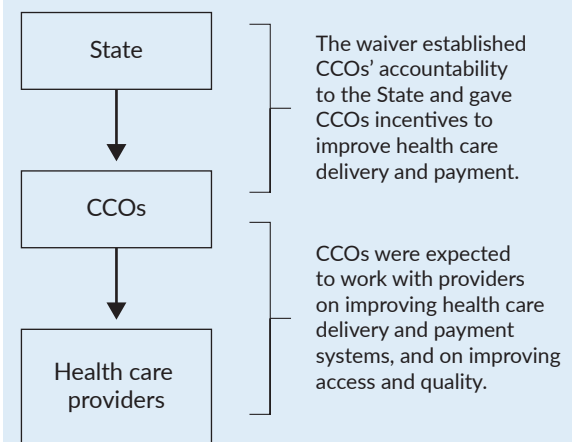 State
The waiver established
CCOs’ accountability
to the State and gave
CCOs incentives to
improve health care
delivery and payment.
CCOs
CCOs were expected
to work with providers
on improving health care
delivery and payment
systems, and on improving
access and quality.
Health care
providers